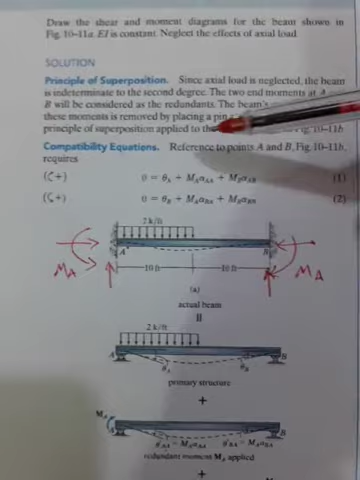 Draw the shear and moment diagrams for the beam shown in
Fig. 10–11a. EI is constant. Neglect the effects of axial load
SOLUTION
Principle of Superposition. Since axial load is neglected, the beam
is indeterminate to the second degree. The two end moments at A
B will be considered as the redundants. The beam's
these moments is removed by placing a pin
principle of superposition applied to the Fig. 10–11b
Compatibility Equations. Reference to points A and B, Fig. 10–11b,
requires
(ζ+) 0 = θA + MAαAA + MBαAB (1)
(ζ+) 0 = θB + MAαBA + MBαBB (2)
2 k/ft
A B
MA MA
10 ft 10 ft
(a)
actual beam
=
2 k/ft
A B
θA θB
primary structure
+
MA
A B
θ'AA = MAαAA θ'BA = MAαBA
redundant moment MA applied
+